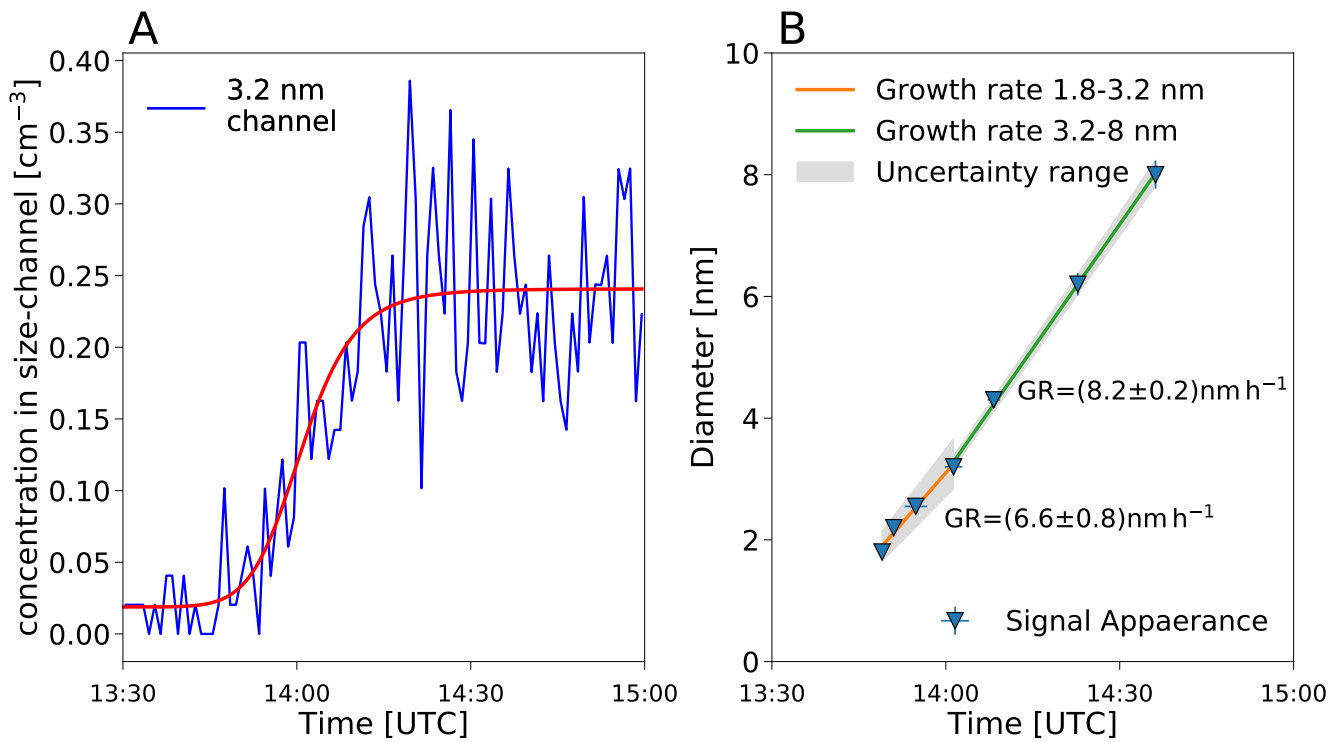 A
concentration in size-channel [cm⁻³]
0.40
0.35
0.30
0.25
0.20
0.15
0.10
0.05
0.00
3.2 nm
channel
13:30
14:00
14:30
15:00
Time [UTC]
B
Diameter [nm]
10
8
6
4
2
0
Growth rate 1.8-3.2 nm
Growth rate 3.2-8 nm
Uncertainty range
GR=(8.2±0.2)nm h⁻¹
GR=(6.6±0.8)nm h⁻¹
Signal Appaerance
13:30
14:00
14:30
15:00
Time [UTC]